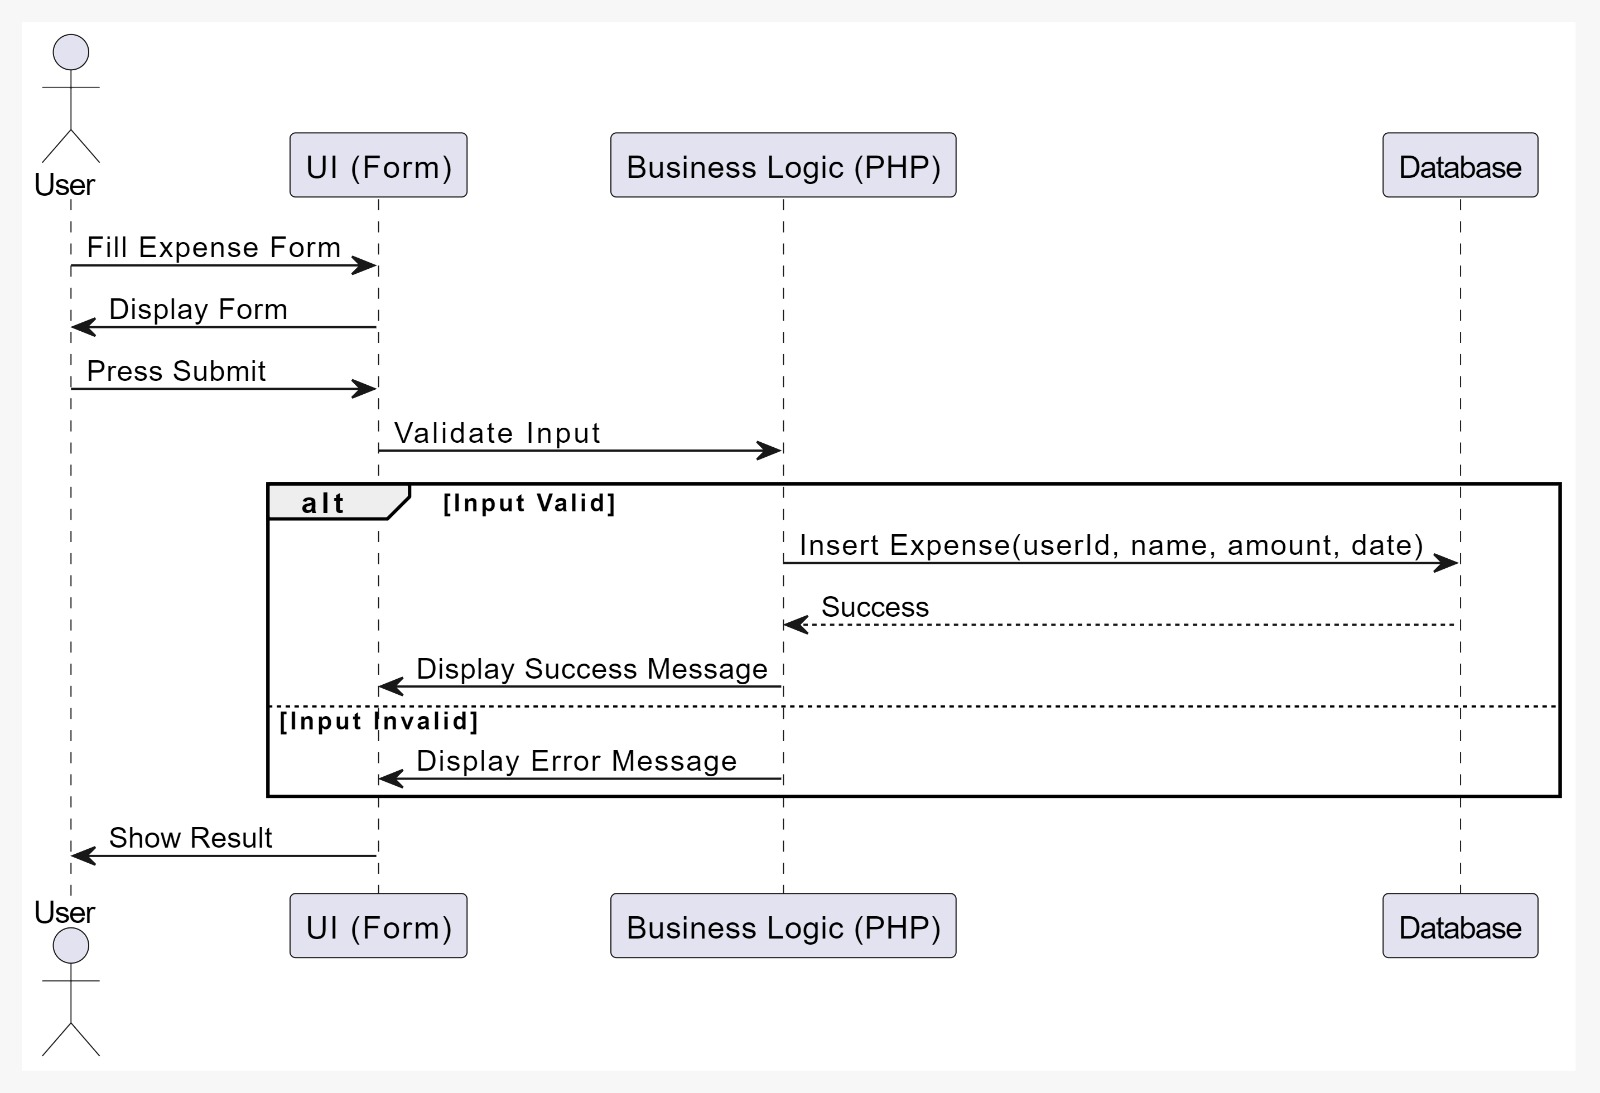 User
UI (Form)
Business Logic (PHP)
Database
Fill Expense Form
Display Form
Press Submit
Validate Input
alt
[Input Valid]
Insert Expense(userId, name, amount, date)
Success
Display Success Message
[Input Invalid]
Display Error Message
Show Result
User
UI (Form)
Business Logic (PHP)
Database